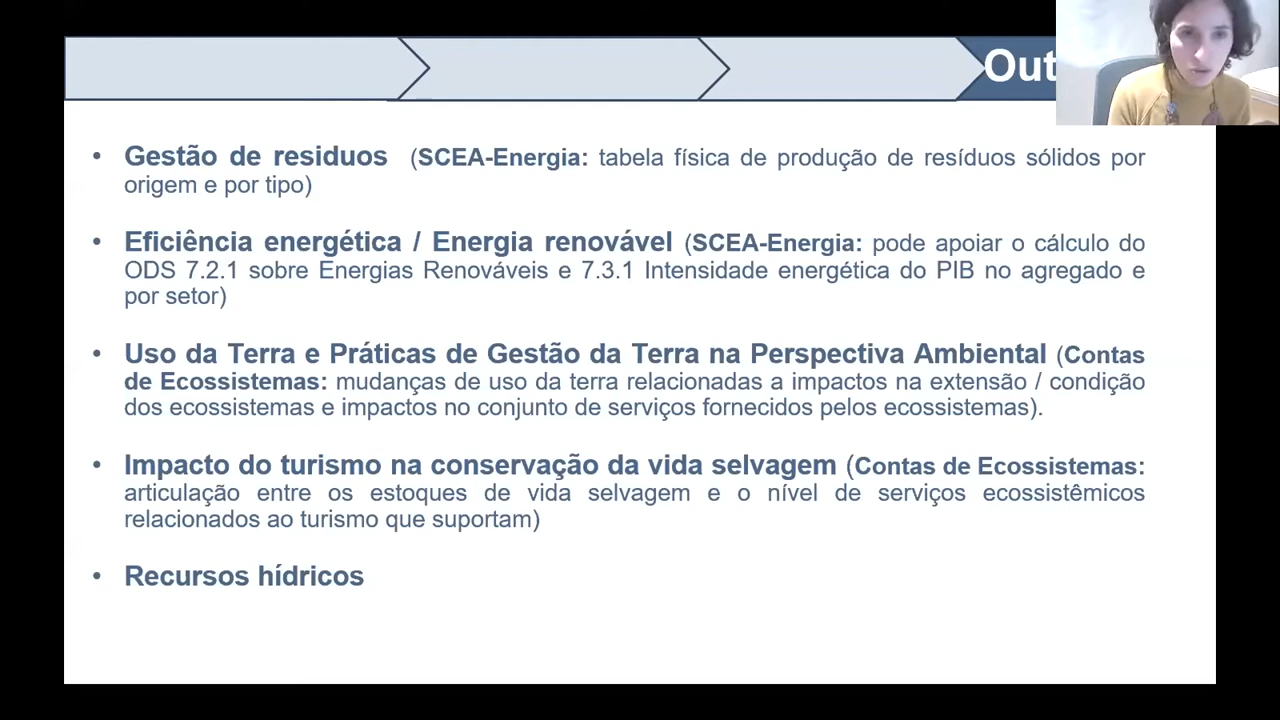 Out
• Gestão de residuos (SCEA-Energia: tabela física de produção de resíduos sólidos por
origem e por tipo)
• Eficiência energética / Energia renovável (SCEA-Energia: pode apoiar o cálculo do
ODS 7.2.1 sobre Energias Renováveis e 7.3.1 Intensidade energética do PIB no agregado e
por setor)
• Uso da Terra e Práticas de Gestão da Terra na Perspectiva Ambiental (Contas
de Ecossistemas: mudanças de uso da terra relacionadas a impactos na extensão / condição
dos ecossistemas e impactos no conjunto de serviços fornecidos pelos ecossistemas).
• Impacto do turismo na conservação da vida selvagem (Contas de Ecossistemas:
articulação entre os estoques de vida selvagem e o nível de serviços ecossistêmicos
relacionados ao turismo que suportam)
• Recursos hídricos